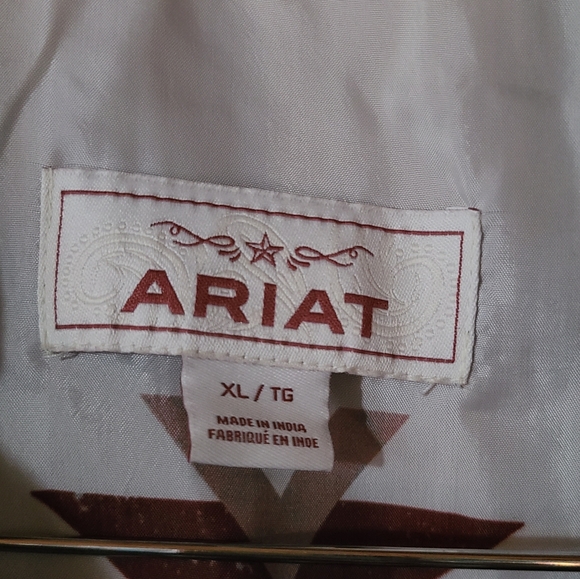 ARIAT
XL / TG
MADE IN INDIA
FABRIQUÉ EN INDE